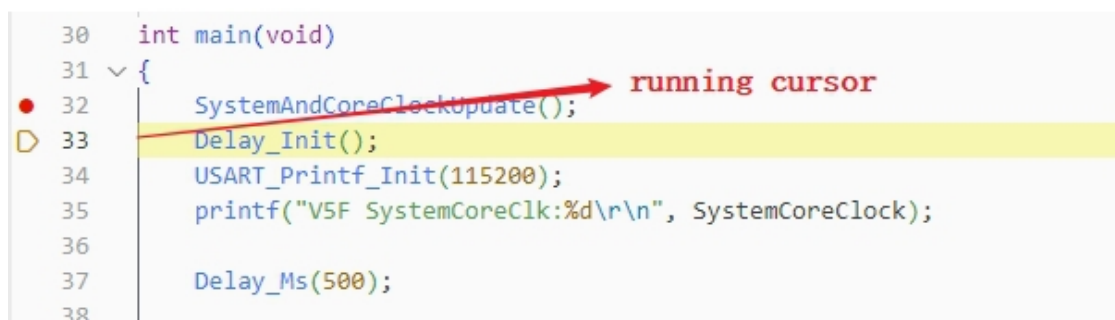 30 int main(void)
31 {
running cursor
32 SystemAndCoreClockUpdate();
33 Delay_Init();
34 USART_Printf_Init(115200);
35 printf("V5F SystemCoreClk:%d\r\n", SystemCoreClock);
36
37 Delay_Ms(500);
38